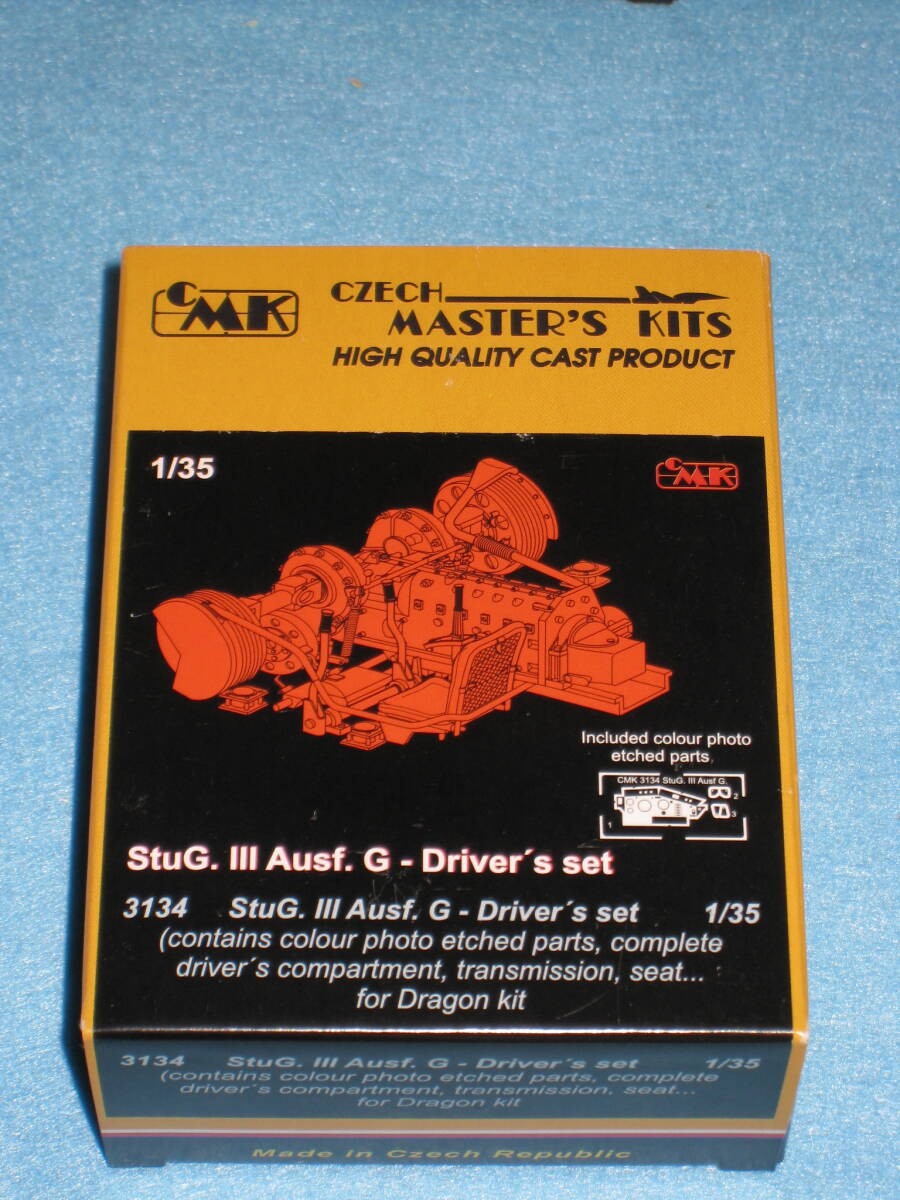 CMK
CZECH
MASTER'S KITS
HIGH QUALITY CAST PRODUCT
1/35
CMK
Included colour photo
etched parts
CMK 3134 StuG. III Ausf G.
2
3
1
StuG. III Ausf. G - Driver´s set
3134 StuG. III Ausf. G - Driver´s set 1/35
(contains colour photo etched parts, complete
driver´s compartment, transmission, seat...
for Dragon kit
3134 StuG. III Ausf. G - Driver´s set 1/35
(contains colour photo etched parts, complete
driver´s compartment, transmission, seat...
for Dragon kit
Made in Czech Republic